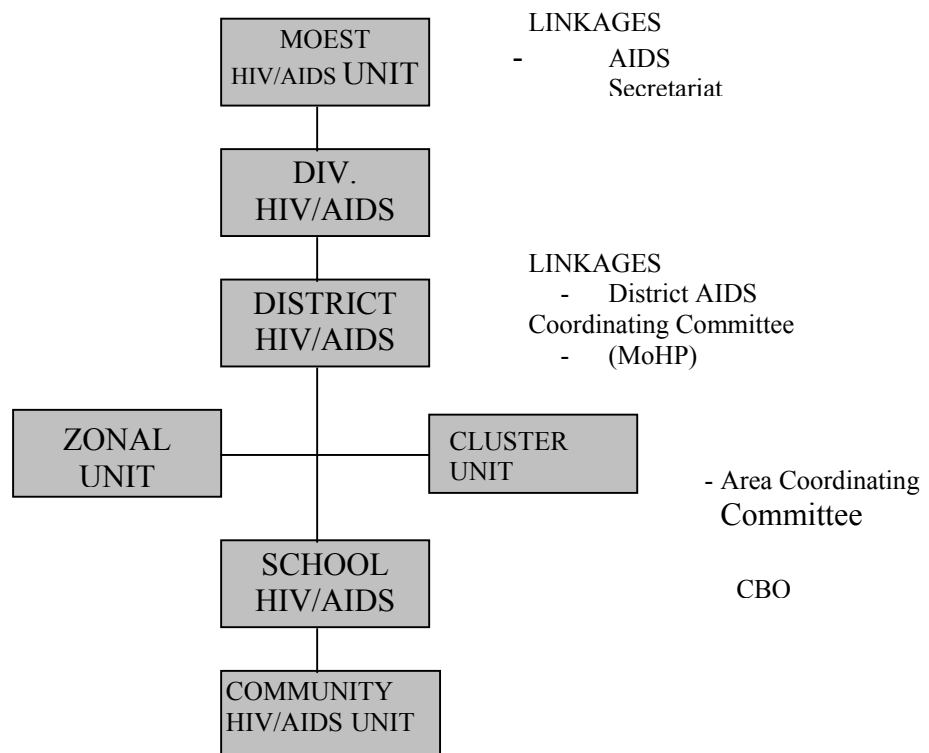 LINKAGES
MOEST
HIV/AIDS UNIT
- AIDS
Secretariat
DIV.
HIV/AIDS
DISTRICT
HIV/AIDS
LINKAGES
- District AIDS
Coordinating Committee
- (MoHP)
ZONAL
UNIT
CLUSTER
UNIT
- Area Coordinating
Committee
SCHOOL
HIV/AIDS
CBO
COMMUNITY
HIV/AIDS UNIT